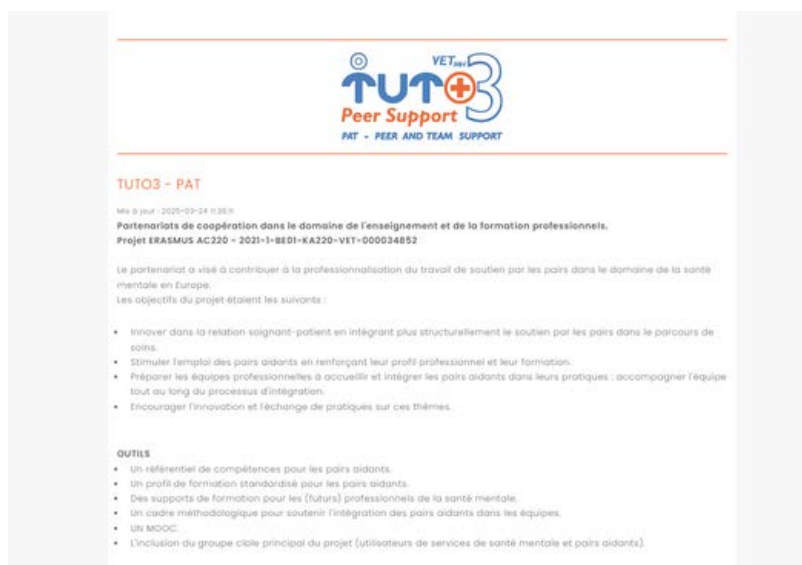 VET
TUTO3
Peer Support
PAT - PEER AND TEAM SUPPORT
TUTO3 - PAT
Mis à jour : 2025-03-24 11:35:11
Partenariats de coopération dans le domaine de l'enseignement et de la formation professionnels.
Projet ERASMUS AC220 - 2021-1-BE01-KA220-VET-000034852
Le partenariat a visé à contribuer à la professionnalisation du travail de soutien par les pairs dans le domaine de la santé
mentale en Europe.
Les objectifs du projet étaient les suivants :
• Innover dans la relation soignant-patient en intégrant plus structurellement le soutien par les pairs dans le parcours de
soins.
• Stimuler l'emploi des pairs aidants en renforçant leur profil professionnel et leur formation.
• Préparer les équipes professionnelles à accueillir et intégrer les pairs aidants dans leurs pratiques : accompagner l'équipe
tout au long du processus d'intégration.
• Encourager l'innovation et l'échange de pratiques sur ces thèmes.
OUTILS
• Un référentiel de compétences pour les pairs aidants.
• Un profil de formation standardisé pour les pairs aidants.
• Des supports de formation pour les (futurs) professionnels de la santé mentale.
• Un cadre méthodologique pour soutenir l'intégration des pairs aidants dans les équipes.
• UN MOOC.
• L'inclusion du groupe cible principal du projet (utilisateurs de services de santé mentale et pairs aidants).